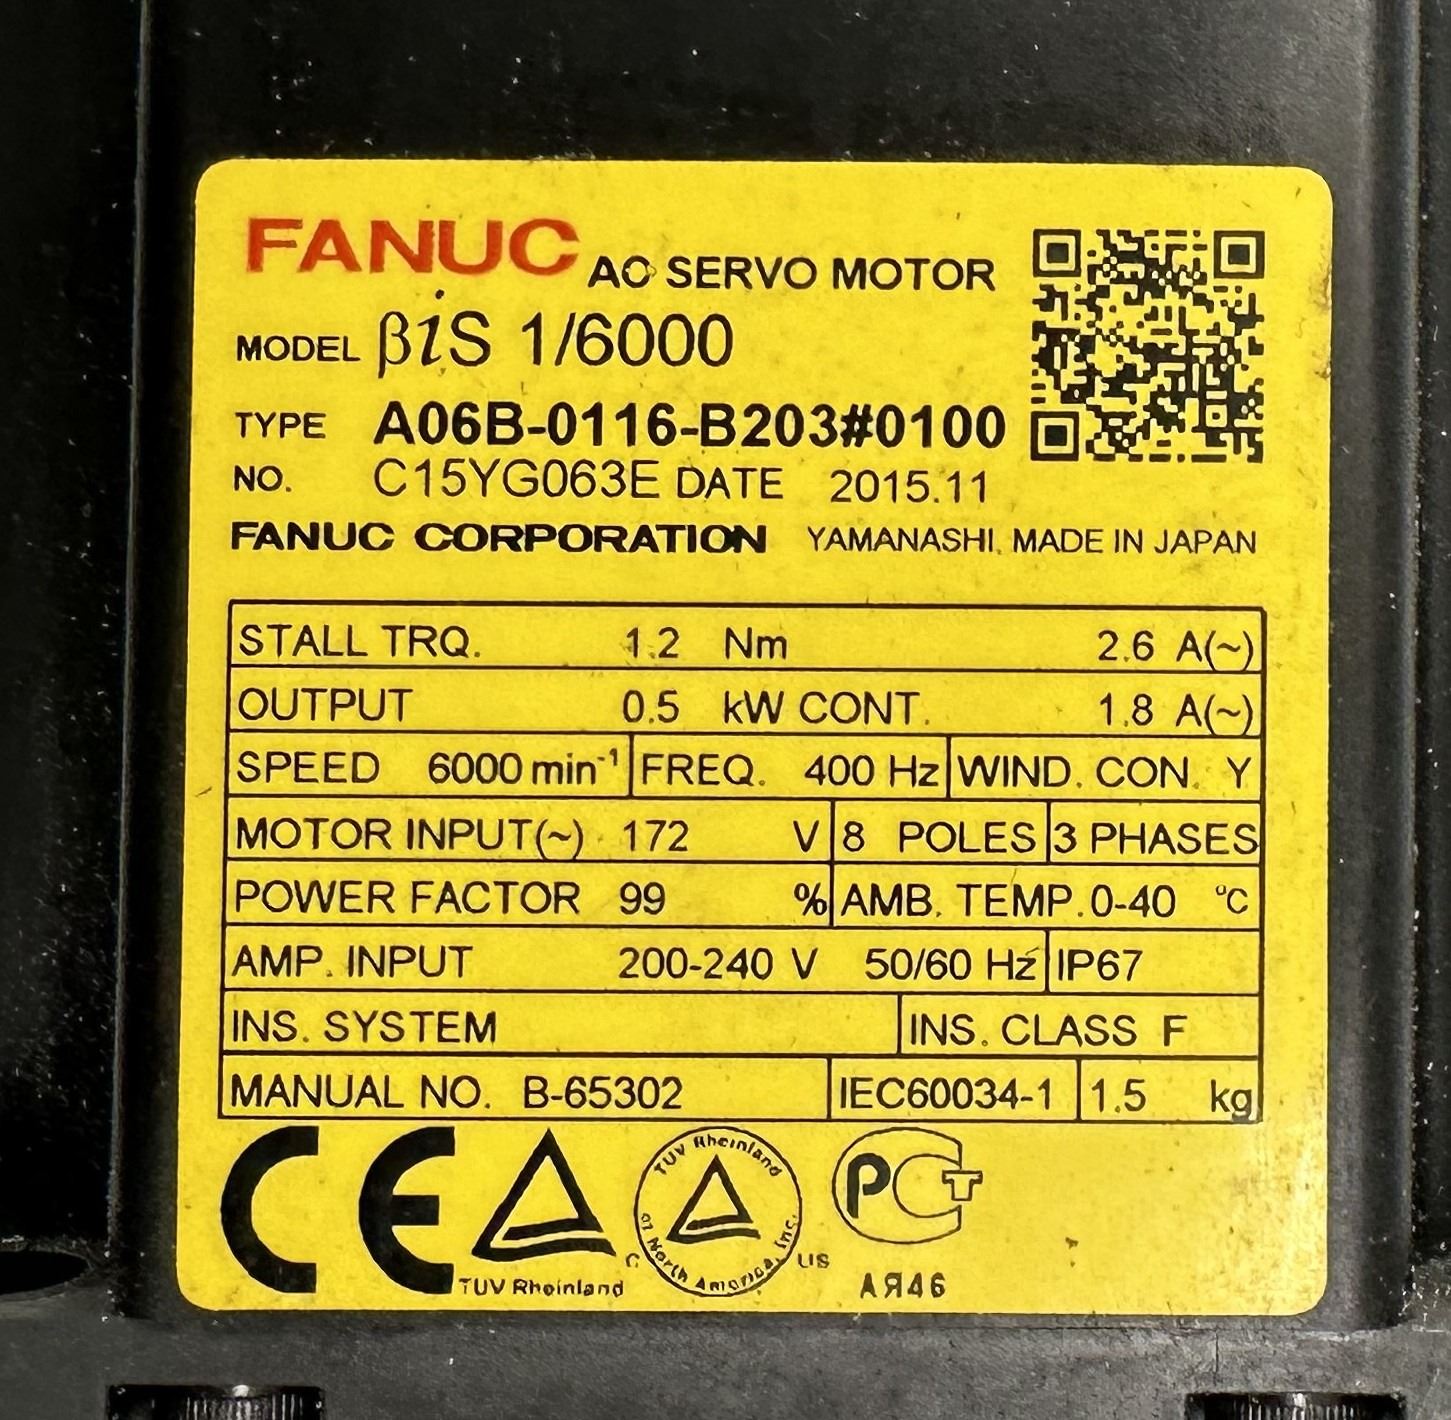 FANUC AC SERVO MOTOR
MODEL βiS 1/6000
TYPE A06B-0116-B203#0100
NO. C15YG063E DATE 2015.11
FANUC CORPORATION YAMANASHI, MADE IN JAPAN
STALL TRQ. 1.2 Nm 2.6 A(~)
OUTPUT 0.5 kW CONT. 1.8 A(~)
SPEED 6000 min⁻¹ FREQ. 400 Hz WIND. CON. Y
MOTOR INPUT(~) 172 V 8 POLES 3 PHASES
POWER FACTOR 99 % AMB. TEMP. 0-40 °C
AMP. INPUT 200-240 V 50/60 Hz IP67
INS. SYSTEM INS. CLASS F
MANUAL NO. B-65302 IEC60034-1 1.5 kg
CE
TUV Rheinland
C TUV Rheinland of North America, Inc. US
PCT
AЯ46